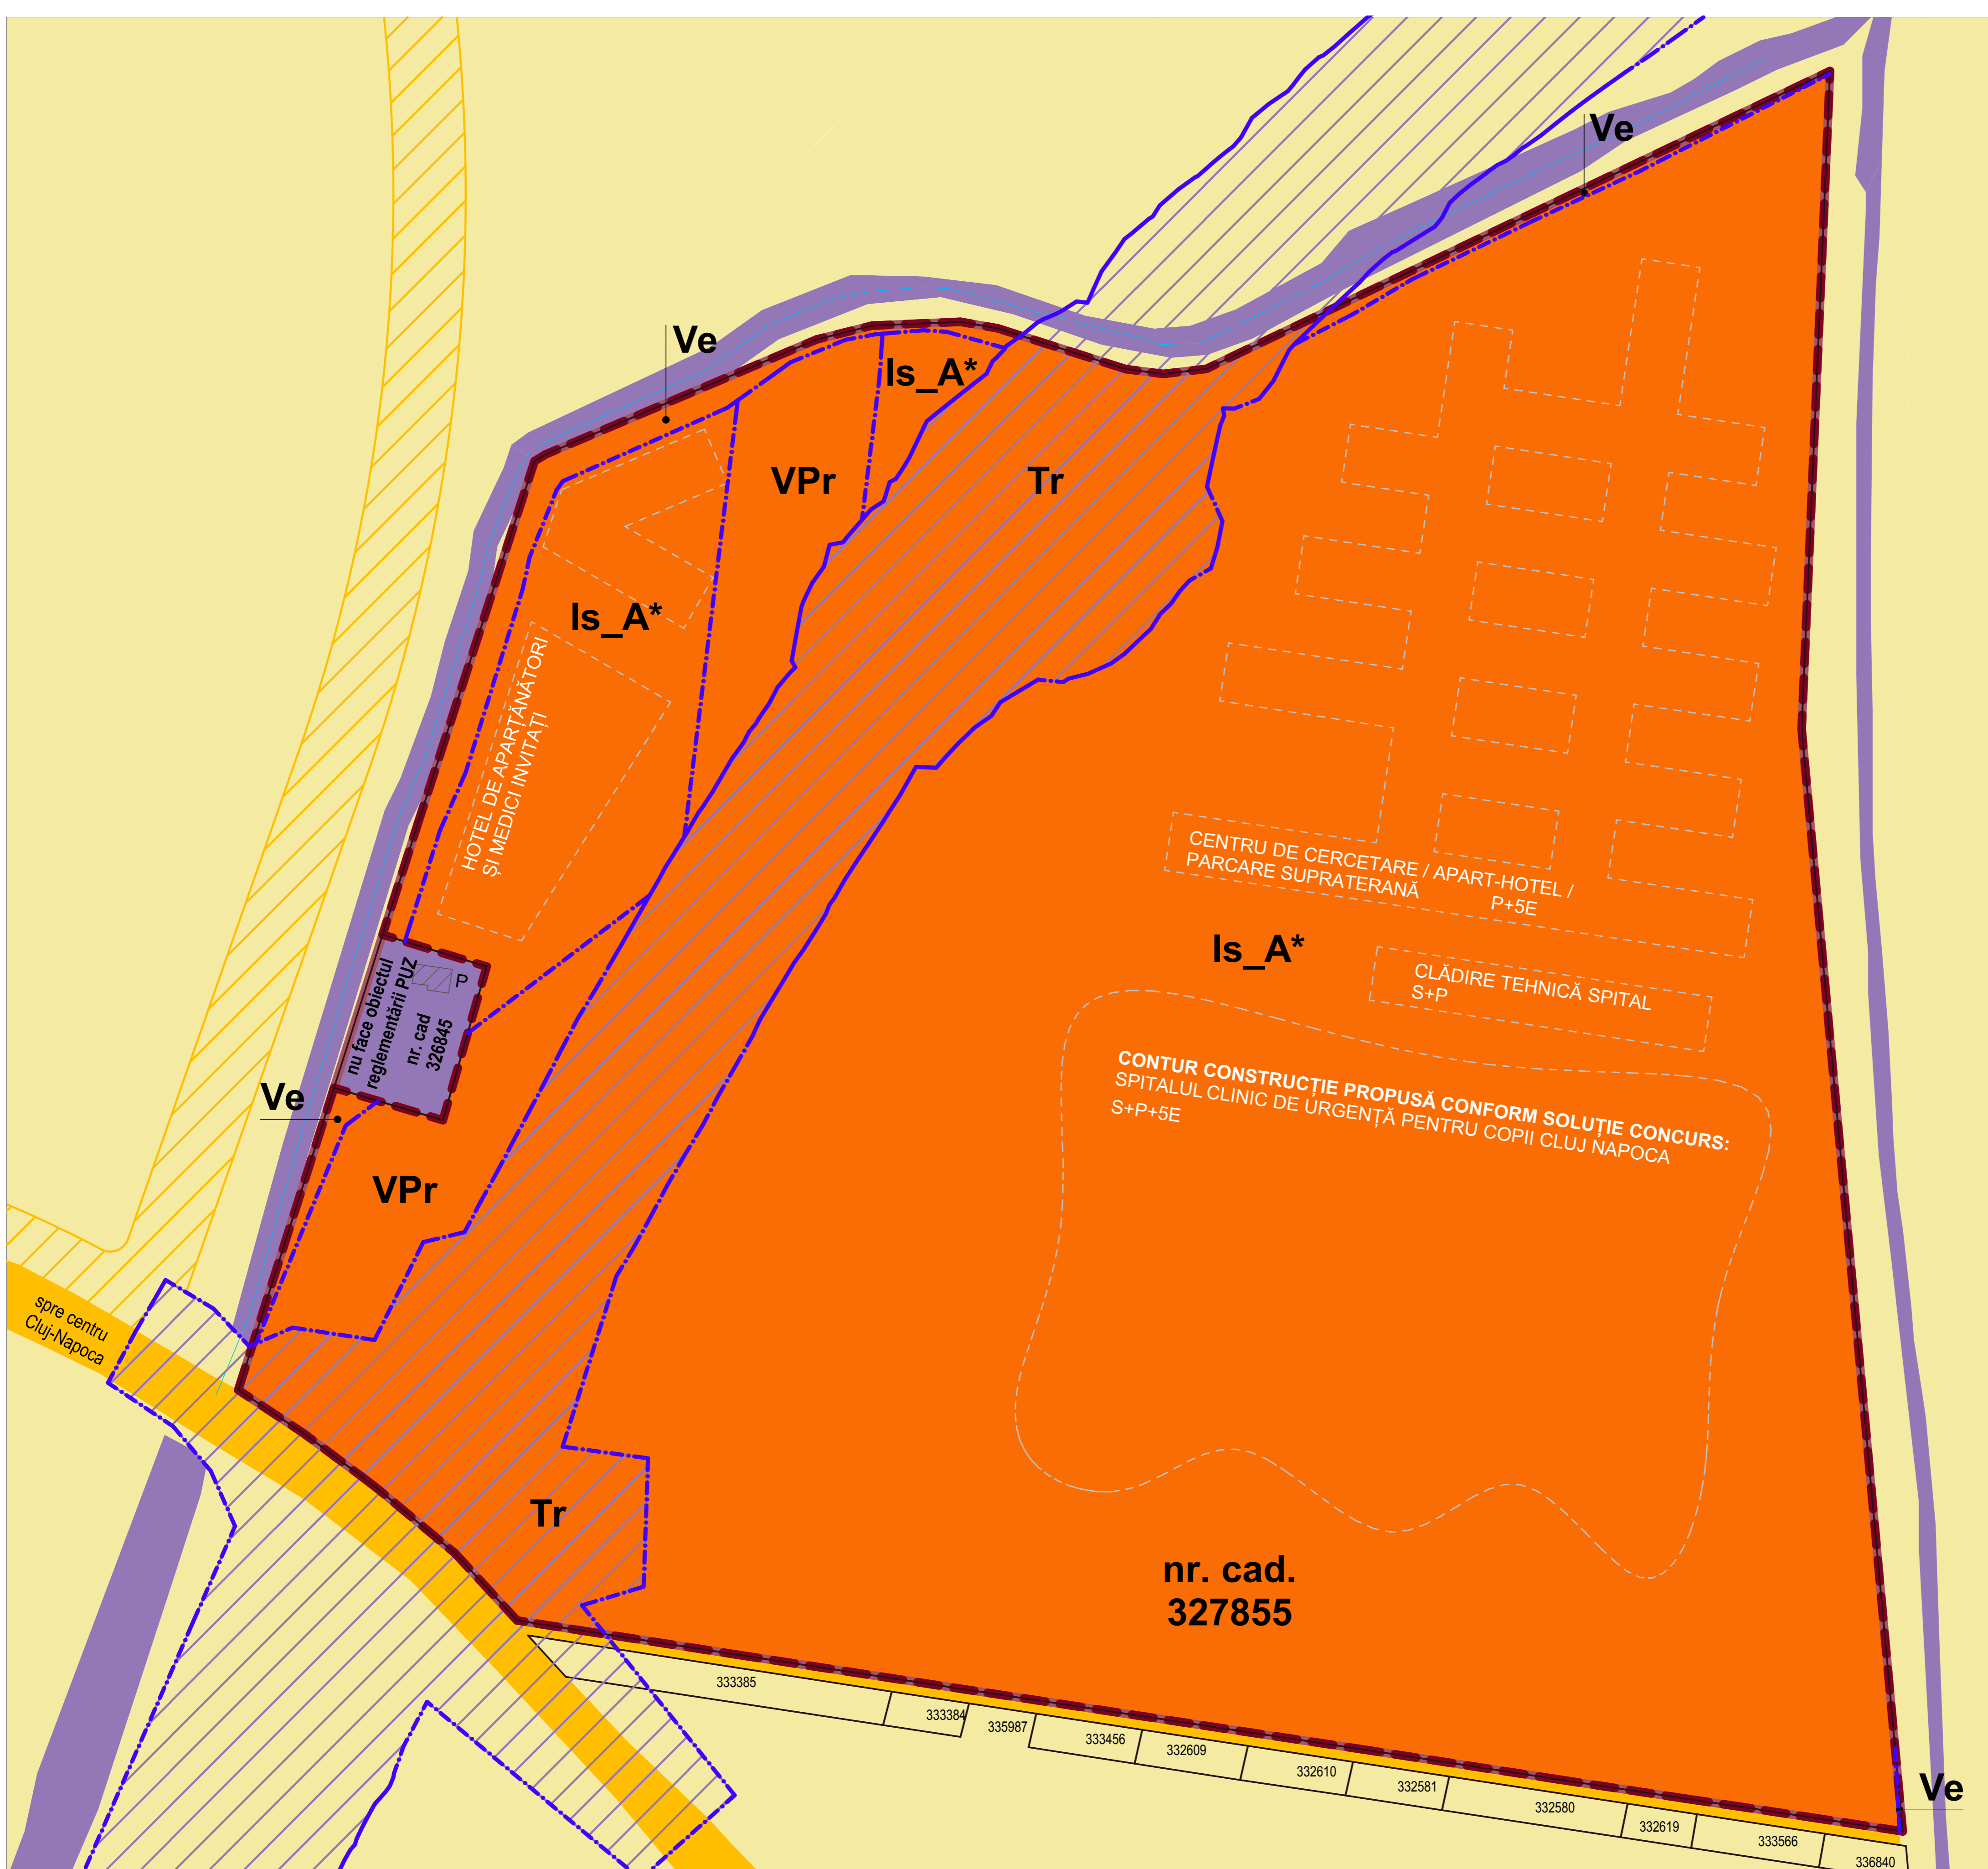 Ve
Ve
Is_A*
VPr
Tr
Is_A*
HOTEL DE APARȚĂNĂTORI
ȘI MEDICI INVITAȚI
CENTRU DE CERCETARE / APART-HOTEL /
PARCARE SUPRATERANĂ
P+5E
Is_A*
CLĂDIRE TEHNICĂ SPITAL
S+P
nu face obiectul
reglementării PUZ
nr. cad
326845
P
Ve
CONTUR CONSTRUCȚIE PROPUSĂ CONFORM SOLUȚIE CONCURS:
SPITALUL CLINIC DE URGENȚĂ PENTRU COPII CLUJ NAPOCA
S+P+5E
VPr
spre centru
Cluj-Napoca
Tr
nr. cad.
327855
333385
333384
335987
333456
332609
332610
332581
332580
332619
333566
336840
Ve